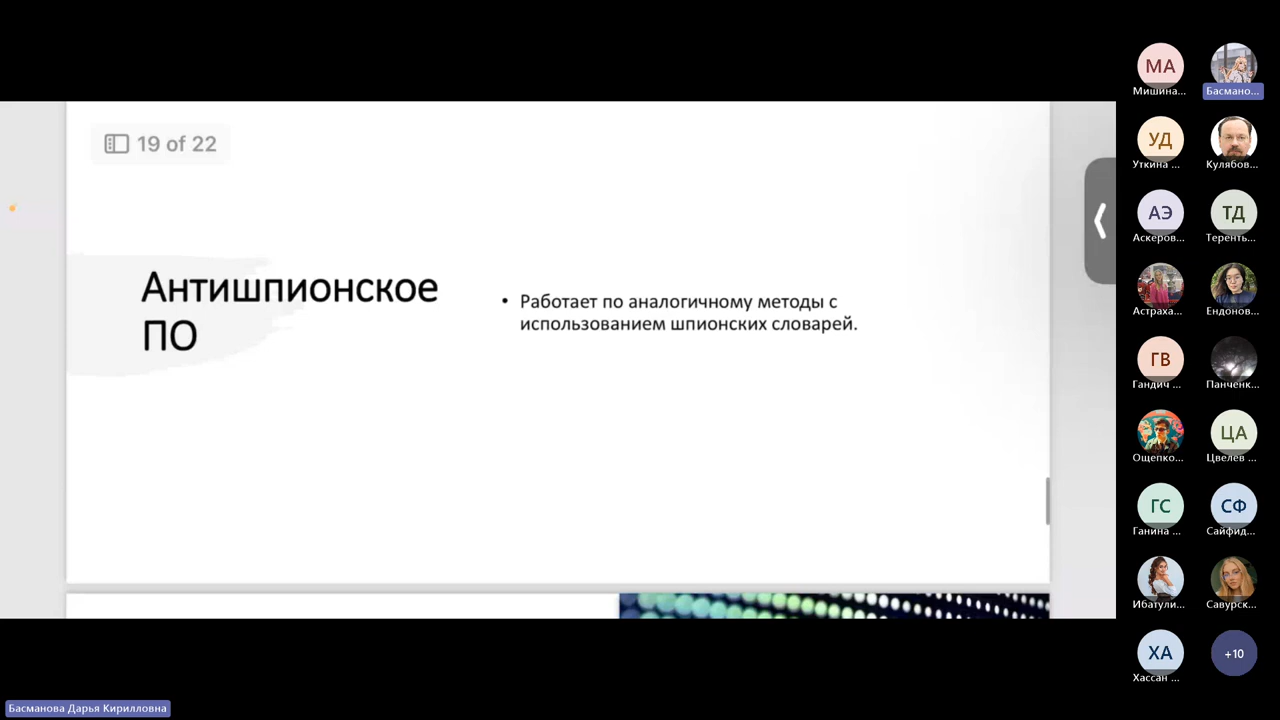 19 of 22
Антишпионское
ПО
• Работает по аналогичному методы с
использованием шпионских словарей.
МА
Мишина...
Басмано...
УД
Уткина ...
Кулябов...
АЭ
Аскеров...
ТД
Теренть...
Астраха...
Ендонов...
ГВ
Гандич ...
Панченк...
Ощепко...
ЦА
Цвелев ...
ГС
Ганина ...
СФ
Сайфид...
Ибатули...
Савурск...
ХА
Хассан ...
+10
Басманова Дарья Кирилловна